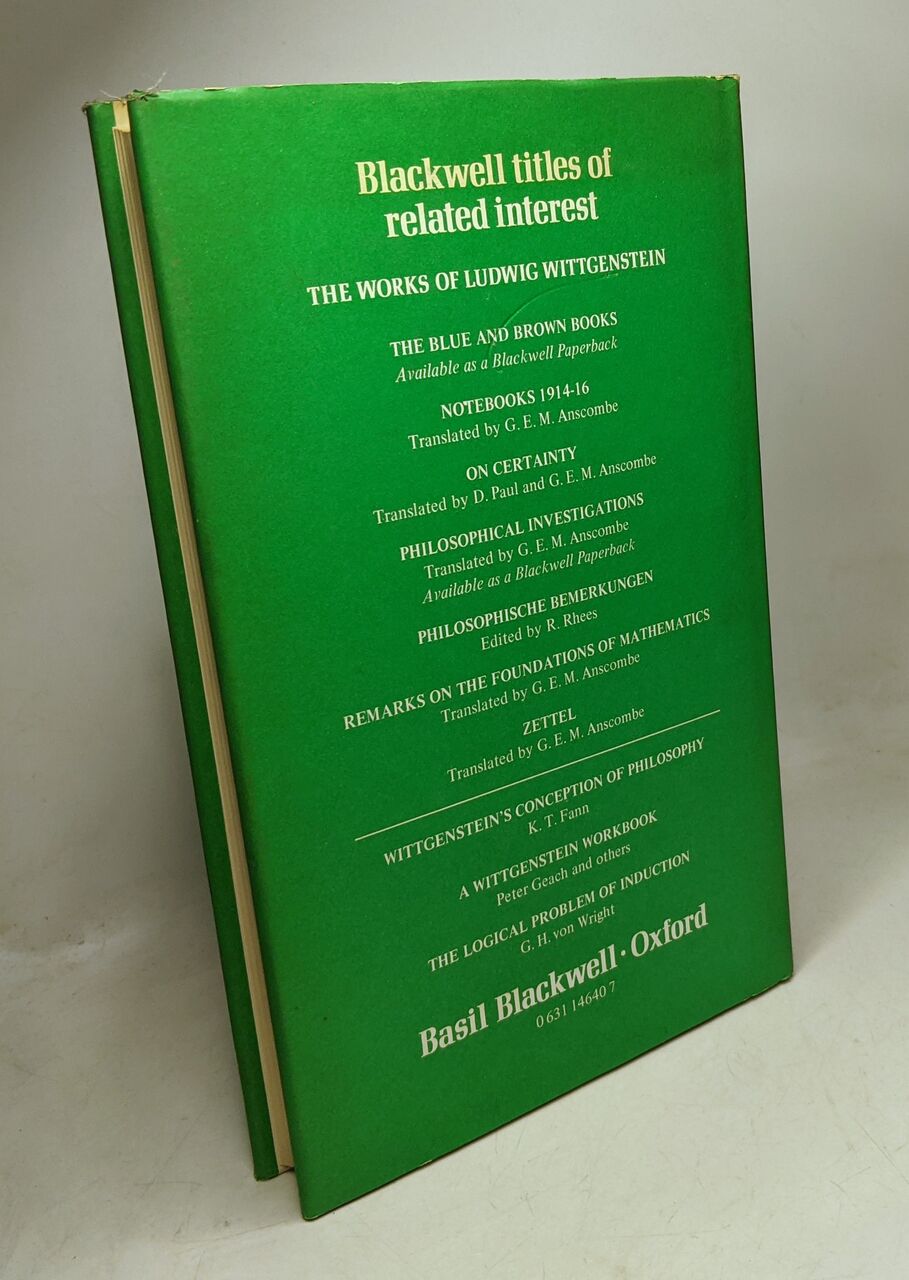 Blackwell titles of
related interest
THE WORKS OF LUDWIG WITTGENSTEIN
THE BLUE AND BROWN BOOKS
Available as a Blackwell Paperback
NOTEBOOKS 1914-16
Translated by G. E. M. Anscombe
ON CERTAINTY
Translated by D. Paul and G. E. M. Anscombe
PHILOSOPHICAL INVESTIGATIONS
Translated by G. E. M. Anscombe
Available as a Blackwell Paperback
PHILOSOPHISCHE BEMERKUNGEN
Edited by R. Rhees
REMARKS ON THE FOUNDATIONS OF MATHEMATICS
Translated by G. E. M. Anscombe
ZETTEL
Translated by G. E. M. Anscombe
WITTGENSTEIN'S CONCEPTION OF PHILOSOPHY
K. T. Fann
A WITTGENSTEIN WORKBOOK
Peter Geach and others
THE LOGICAL PROBLEM OF INDUCTION
G. H. von Wright
Basil Blackwell · Oxford
0 631 14640 7